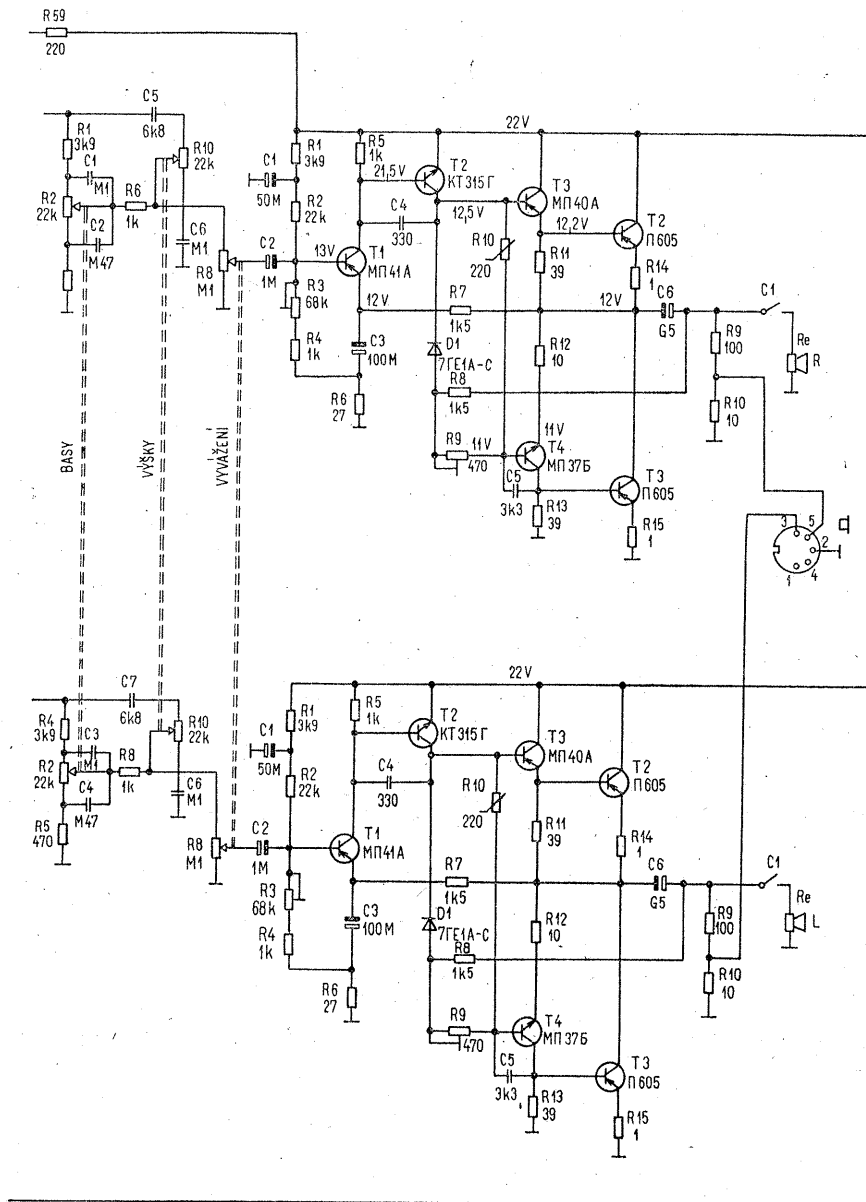 R59
220
22V
C5
6k8
R1
3k9
C1
M1
R10
22k
R2
22k
R6
1k
C2
M47
C6
M1
R8
M1
BASY
VÝŠKY
VYVÁŽENÍ
R1
3k9
R5
1k
21,5V
T2
КТ315Г
C1
50M
R2
22k
C4
330
12,5V
T3
МП40А
12,2V
T2
П605
R10
220
R11
39
13V
T1
МП41А
C2
1M
R3
68k
R14
1
12V
R7
1k5
12V
C6
G5
C1
R4
1k
C3
100M
D1
7ГЕ1А-С
R12
10
R9
100
Re
R
R8
1k5
R6
27
R10
10
R9
470
11V
11V
T4
МП37Б
C5
3k3
T3
П605
R13
39
R15
1
3
5
2
1
4
22V
C7
6k8
R4
3k9
C3
M1
R10
22k
R2
22k
R8
1k
C4
M47
C6
M1
R5
470
R8
M1
R1
3k9
R5
1k
T2
КТ315Г
C1
50M
R2
22k
C4
330
T3
МП40А
T2
П605
R10
220
R11
39
C2
1M
T1
МП41А
R14
1
R3
68k
R7
1k5
C6
G5
C1
R4
1k
C3
100M
D1
7ГЕ1А-С
R12
10
R9
100
Re
L
R8
1k5
R6
27
R10
10
R9
470
T4
МП37Б
C5
3k3
T3
П605
R13
39
R15
1